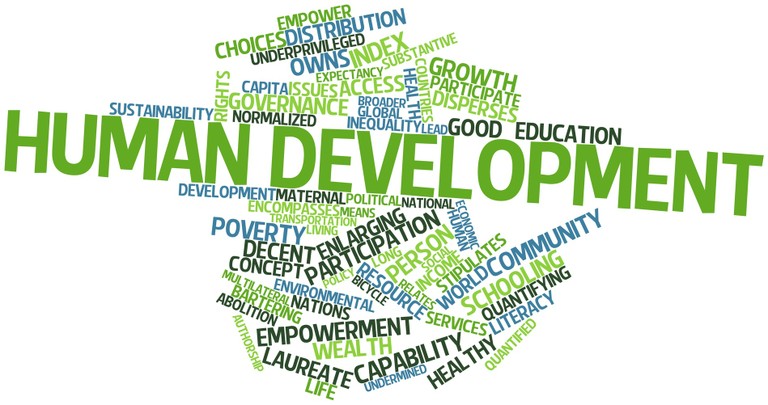 EMPOWER
CHOICES
DISTRIBUTION
UNDERPRIVILEGED
OWNS
INDEX
SUBSTANTIVE
EXPECTANCY
RIGHTS
CAPITA
ISSUES
ACCESS
HEALTH
COUNTRIES
GROWTH
PARTICIPATE
DISPERSES
GOVERNANCE
BROADER
GLOBAL
SUSTAINABILITY
NORMALIZED
INEQUALITY
LEAD
GOOD
EDUCATION
HUMAN DEVELOPMENT
DEVELOPMENT
MATERNAL
POLITICAL
NATIONAL
ENCOMPASSES
MEANS
TRANSPORTATION
LIVING
ECONOMIC
HUMAN
POVERTY
ENLARGING
DECENT
PARTICIPATION
CONCEPT
POLICY
LONG
PERSON
SOCIAL
INCOME
STIPULATES
COMMUNITY
WORLD
SCHOOLING
QUANTIFYING
RESOURCE
RELATES
BICYCLE
MULTILATERAL
ENVIRONMENTAL
BARTERING
NATIONS
ABOLITION
AUTHORSHIP
EMPOWERMENT
SERVICES
LITERACY
QUANTIFIED
WEALTH
LAUREATE
CAPABILITY
HEALTHY
UNDERMINED
LIFE